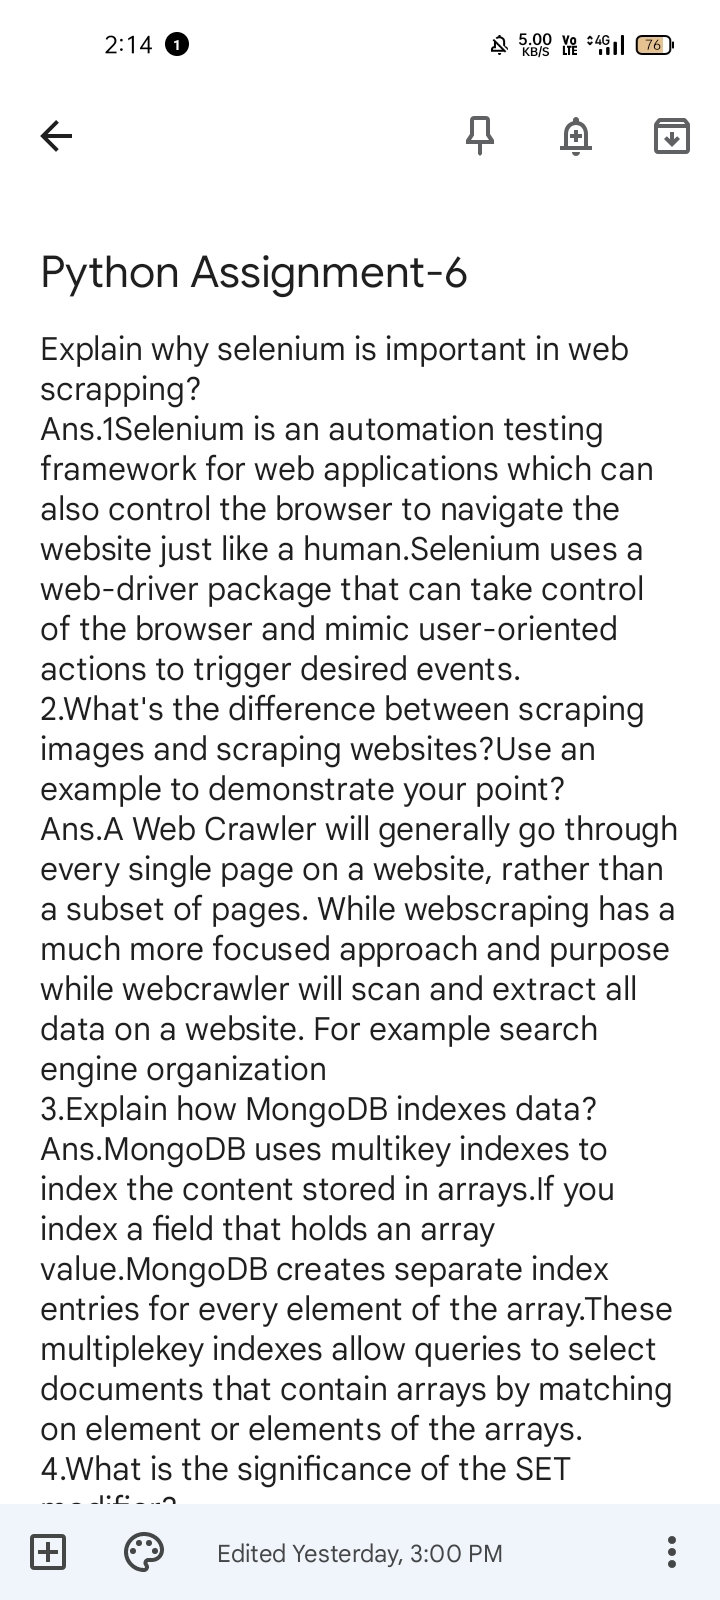 2:14 1 5.00 KB/S Vo LTE 4G 76
Python Assignment-6
Explain why selenium is important in web
scrapping?
Ans.1Selenium is an automation testing
framework for web applications which can
also control the browser to navigate the
website just like a human.Selenium uses a
web-driver package that can take control
of the browser and mimic user-oriented
actions to trigger desired events.
2.What's the difference between scraping
images and scraping websites?Use an
example to demonstrate your point?
Ans.A Web Crawler will generally go through
every single page on a website, rather than
a subset of pages. While webscraping has a
much more focused approach and purpose
while webcrawler will scan and extract all
data on a website. For example search
engine organization
3.Explain how MongoDB indexes data?
Ans.MongoDB uses multikey indexes to
index the content stored in arrays.If you
index a field that holds an array
value.MongoDB creates separate index
entries for every element of the array.These
multiplekey indexes allow queries to select
documents that contain arrays by matching
on element or elements of the arrays.
4.What is the significance of the SET
modifier?
Edited Yesterday, 3:00 PM